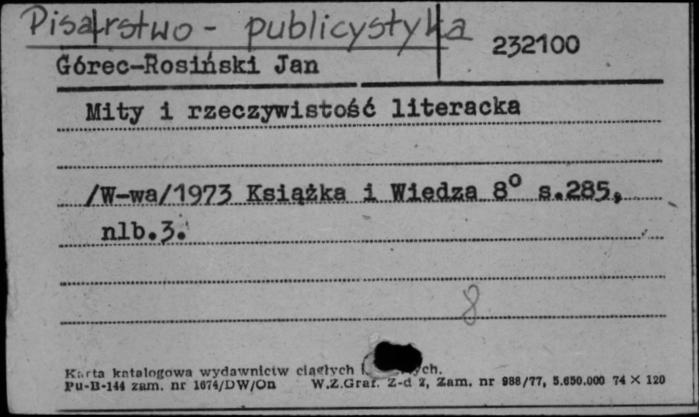 Pisarstwo - publicystyka
232100
Górec-Rosiński Jan
Mity i rzeczywistość literacka
/W-wa/1973 Książka i Wiedza 8° s.285,
nlb.3.
8
Karta katalogowa wydawnictw ciągłych i ych.
Pu-B-144 zam. nr 1674/DW/On W.Z.Graf. Z-d 2, Zam. nr 988/77, 5.650.000 74 X 120